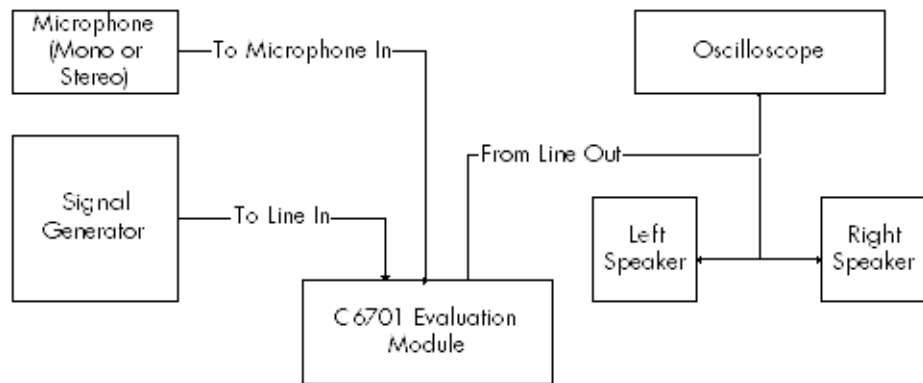 Microphone
(Mono or
Stereo)
To Microphone In
Oscilloscope
Signal
Generator
To Line In
From Line Out
Left
Speaker
Right
Speaker
C6701 Evaluation
Module